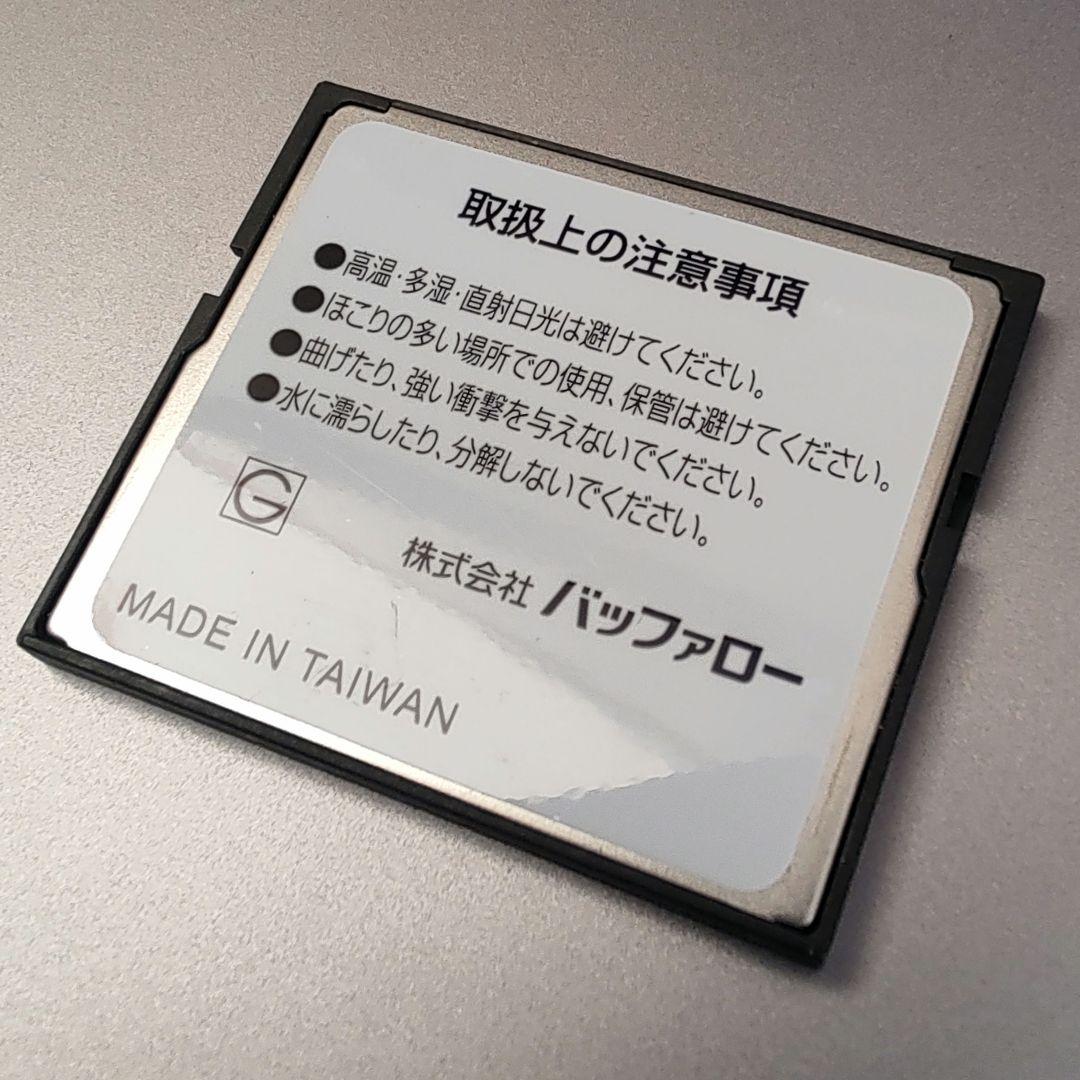 取扱上の注意事項
●高温・多湿・直射日光は避けてください。
●ほこりの多い場所での使用、保管は避けてください。
●曲げたり、強い衝撃を与えないでください。
●水に濡らしたり、分解しないでください。
G
株式会社 バッファロー
MADE IN TAIWAN